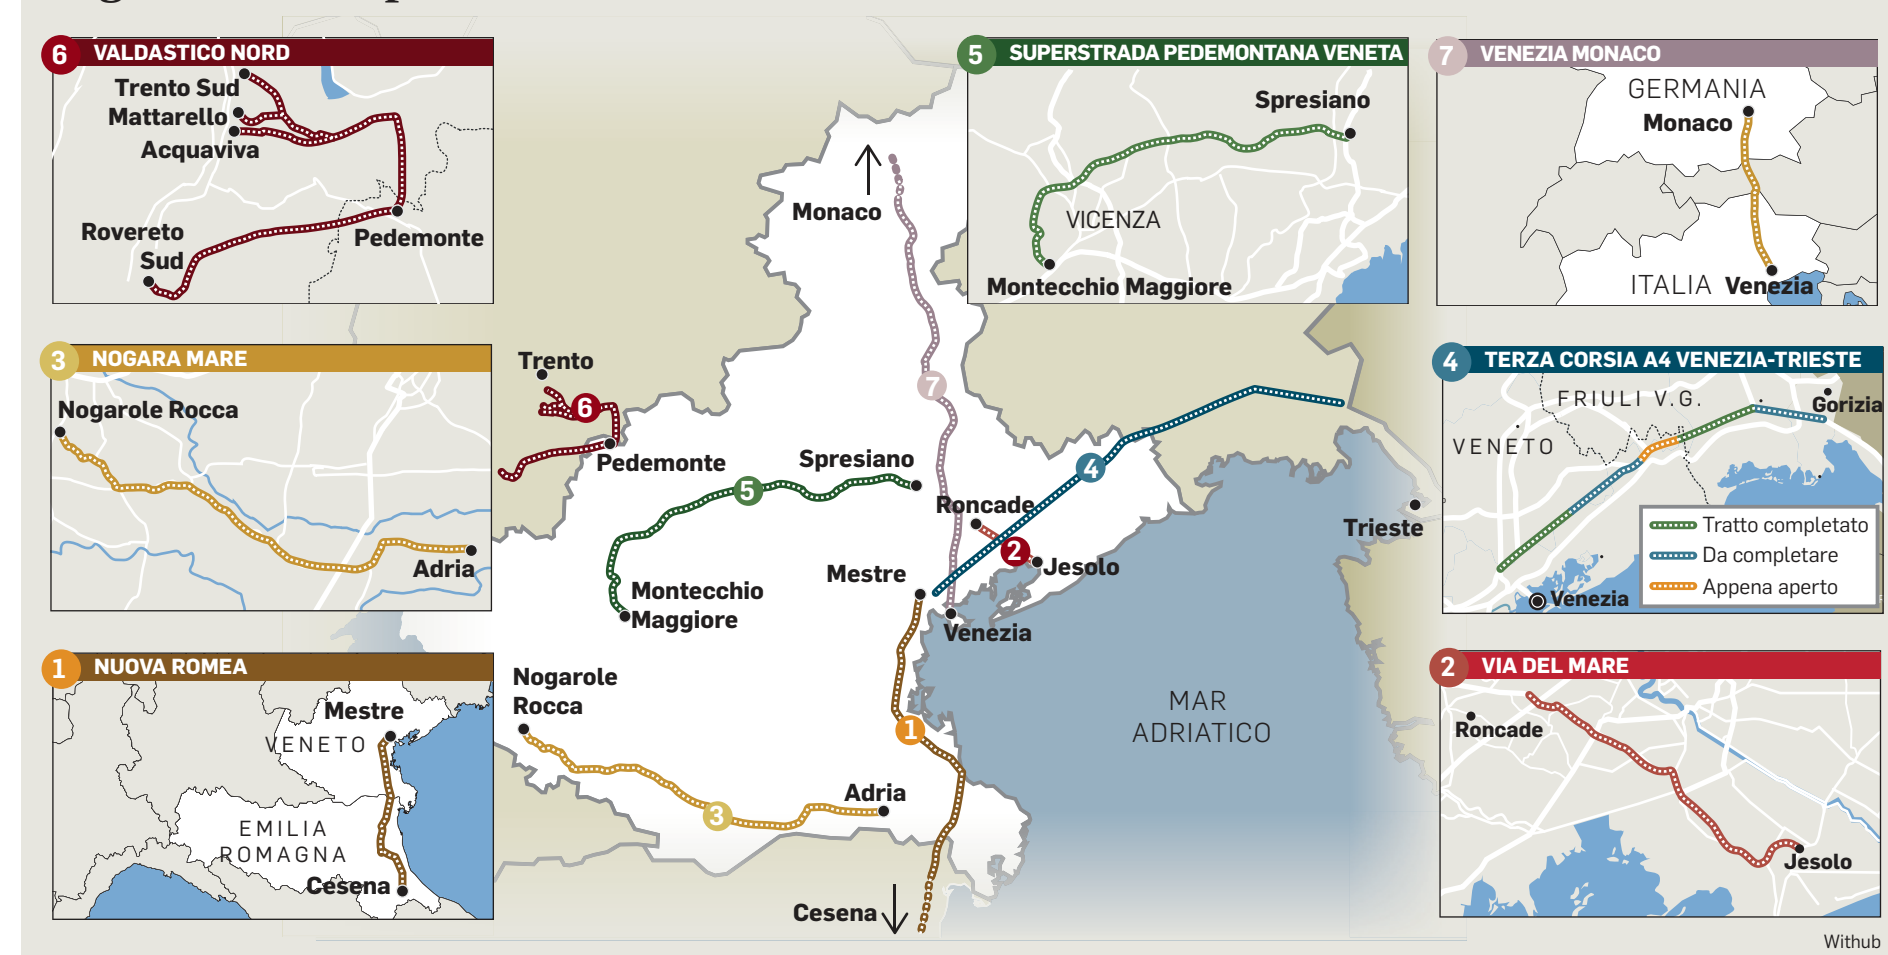 6 VALDASTICO NORD
Trento Sud
Mattarello
Acquaviva
Rovereto
Sud
Pedemonte
5 SUPERSTRADA PEDEMONTANA VENETA
Spresiano
VICENZA
Montecchio Maggiore
7 VENEZIA MONACO
GERMANIA
Monaco
ITALIA Venezia
3 NOGARA MARE
Nogarole Rocca
Adria
4 TERZA CORSIA A4 VENEZIA-TRIESTE
FRIULI V.G.
Gorizia
VENETO
Tratto completato
Da completare
Appena aperto
Venezia
1 NUOVA ROMEA
Mestre
VENETO
EMILIA
ROMAGNA
Cesena
2 VIA DEL MARE
Roncade
Jesolo
Monaco
7
Trento
6
Pedemonte
Spresiano
5
4
Roncade
2
Jesolo
Trieste
Mestre
Montecchio
Maggiore
Venezia
Nogarole
Rocca
1
MAR
ADRIATICO
Adria
3
Cesena
Withub